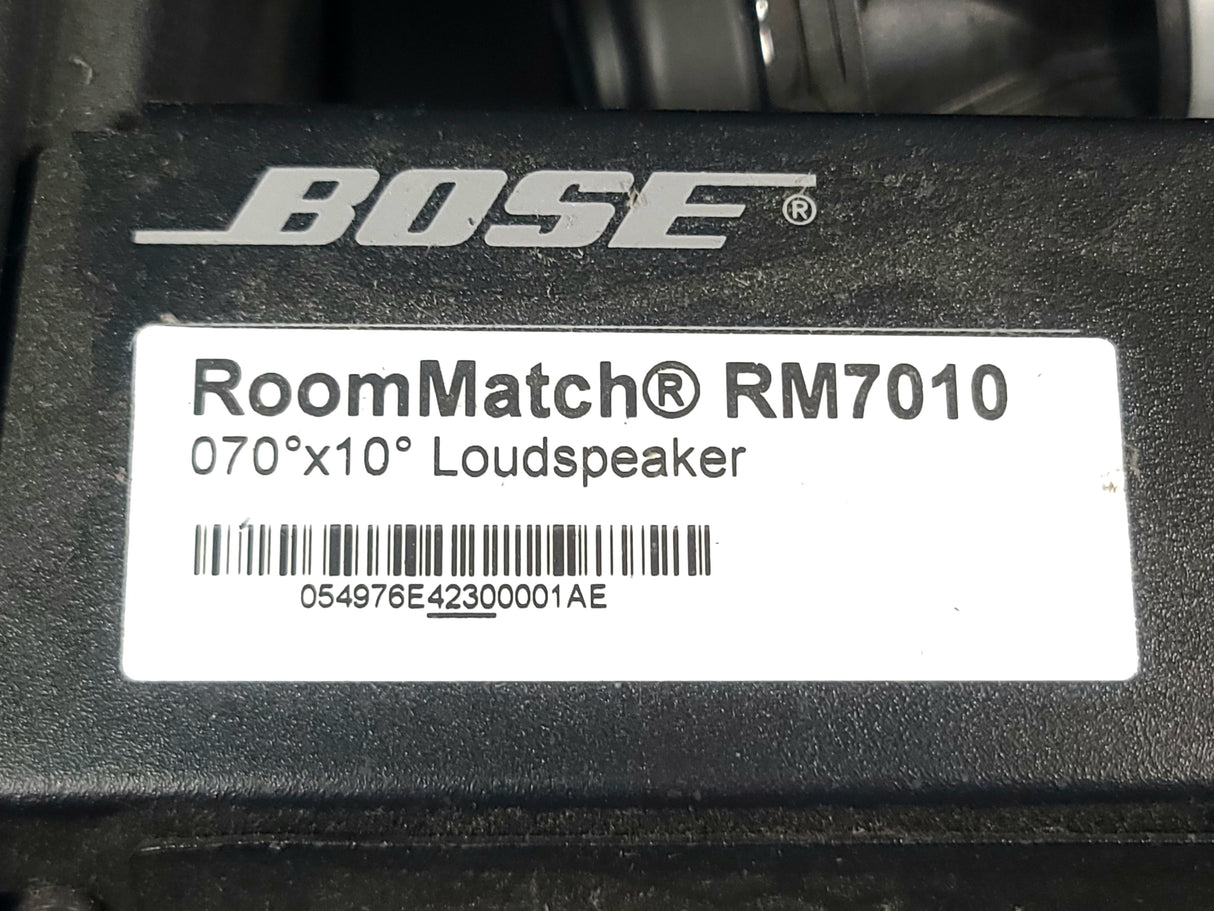 BOSE®
RoomMatch® RM7010
070°x10° Loudspeaker
054976E42300001AE